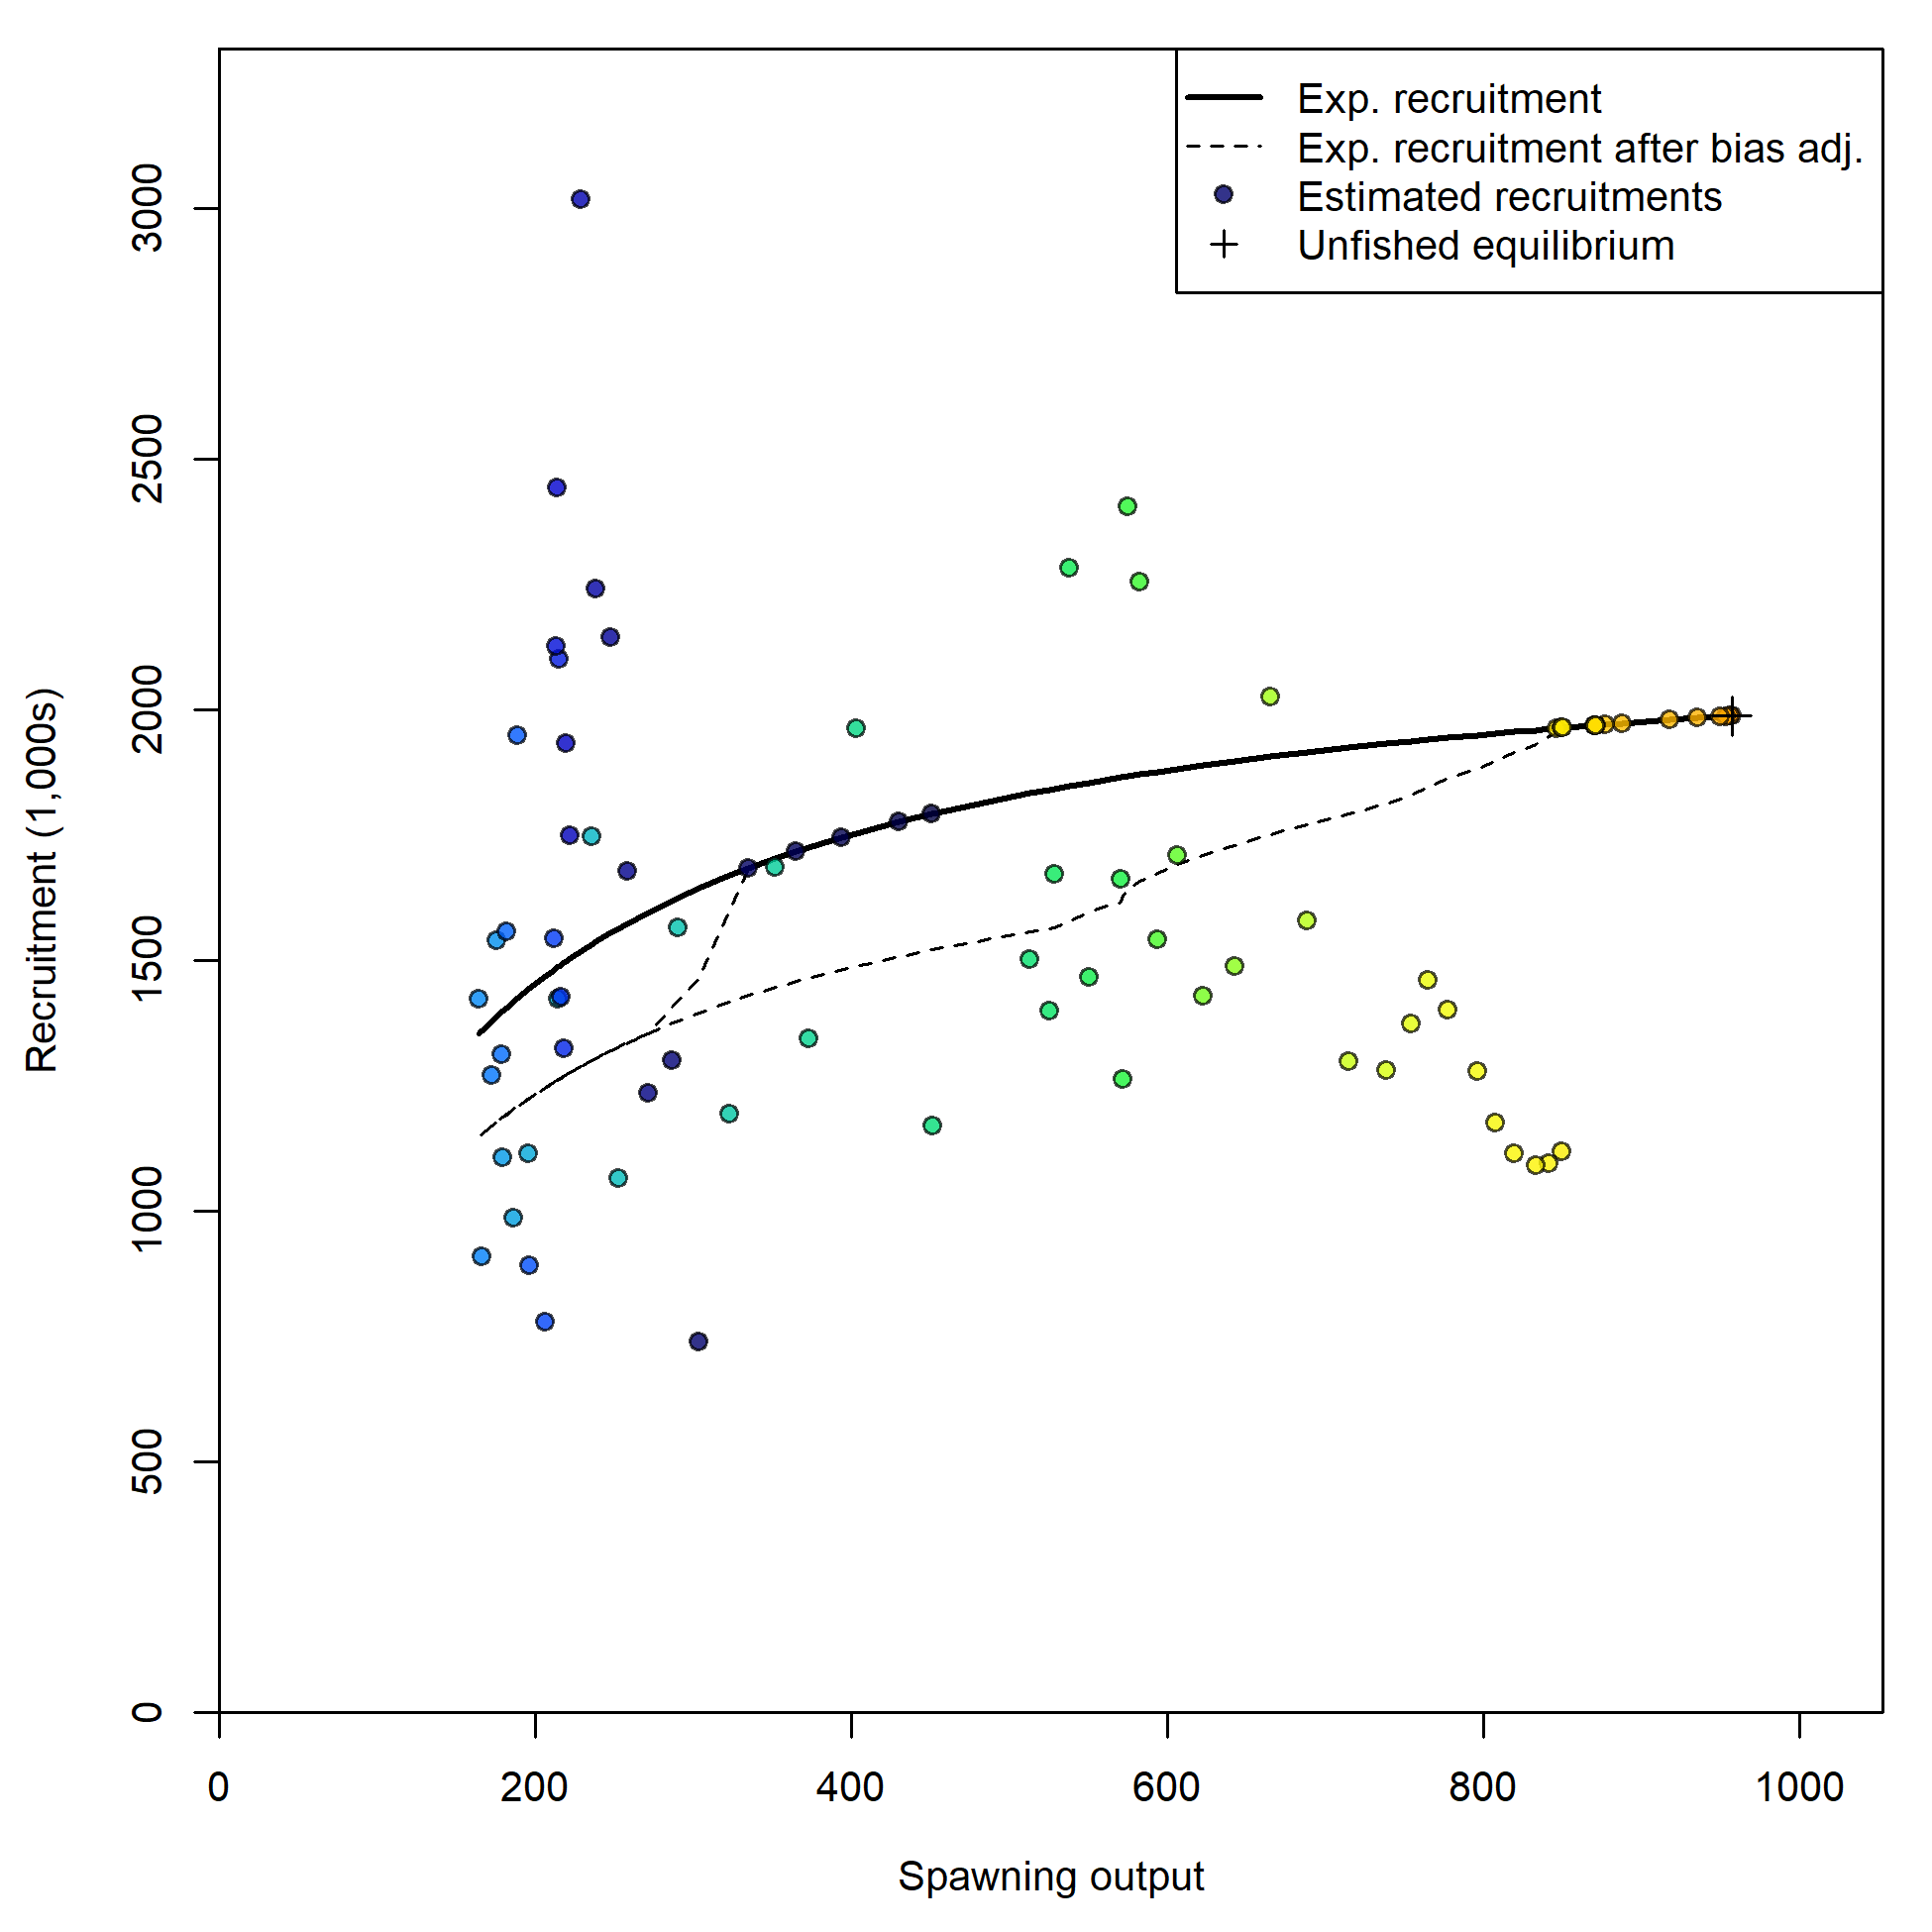 Exp. recruitment
Exp. recruitment after bias adj.
Estimated recruitments
Unfished equilibrium
3000
2500
2000
1500
1000
500
0
Recruitment (1,000s)
0 200 400 600 800 1000
Spawning output